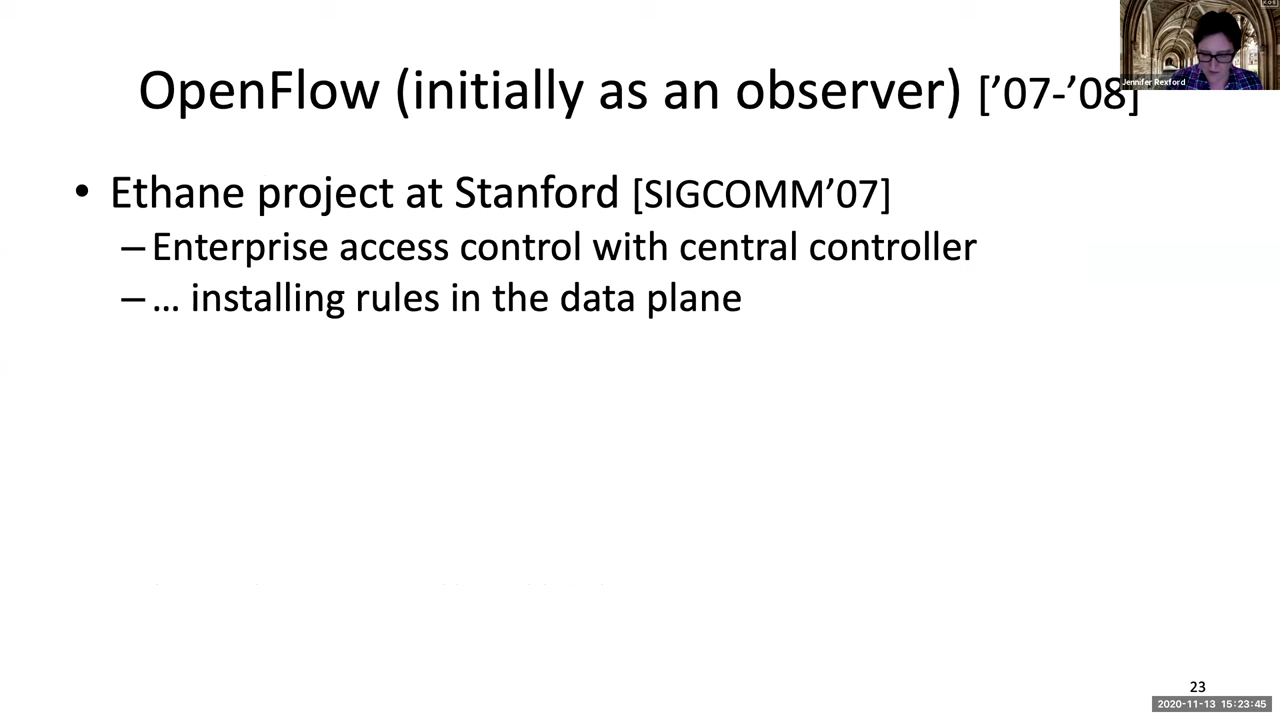 OpenFlow (initially as an observer) [’07-’08]
Jennifer Rexford
• Ethane project at Stanford [SIGCOMM’07]
– Enterprise access control with central controller
– … installing rules in the data plane
23
2020-11-13 15:23:45